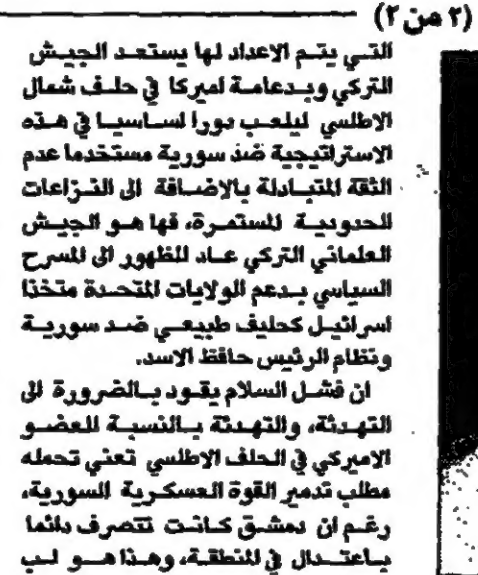 (٢ من ٢)
التي يتم الاعداد لها يستعد الجيش
التركي وبدعامة اميركا في حلف شمال
الاطلسي ليلعب دورا اساسيا في هذه
الاستراتيجية ضد سورية مستخدما عدم
الثقة المتبادلة بالاضافة الى النزاعات
الحدودية المستمرة، فها هو الجيش
العلماني التركي عاد للظهور الى المسرح
السياسي بدعم الولايات المتحدة متخذا
اسرائيل كحليف طبيعي ضد سورية
ونظام الرئيس حافظ الاسد.
ان فشل السلام يقود بالضرورة الى
التهدئة، والتهدئة بالنسبة للعضو
الاميركي في الحلف الاطلسي تعني تحمله
مطلب تدمير القوة العسكرية السورية،
رغم ان دمشق كانت تتصرف دائما
باعتدال في المنطقة، وهذا هو لب